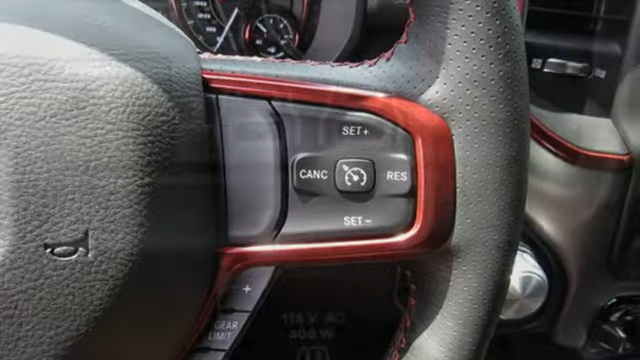 SET+
CANC RES
SET-
+
GEAR
LIMIT
115 V AC
400 W